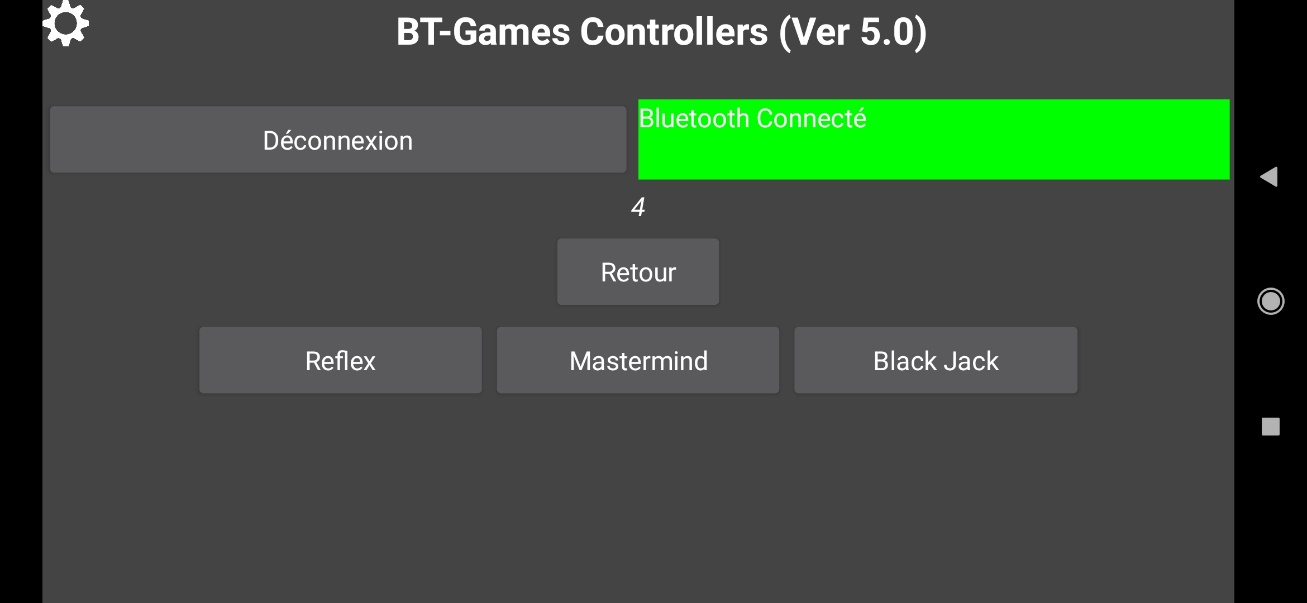 BT-Games Controllers (Ver 5.0)
Déconnexion
Bluetooth Connecté
4
Retour
Reflex
Mastermind
Black Jack